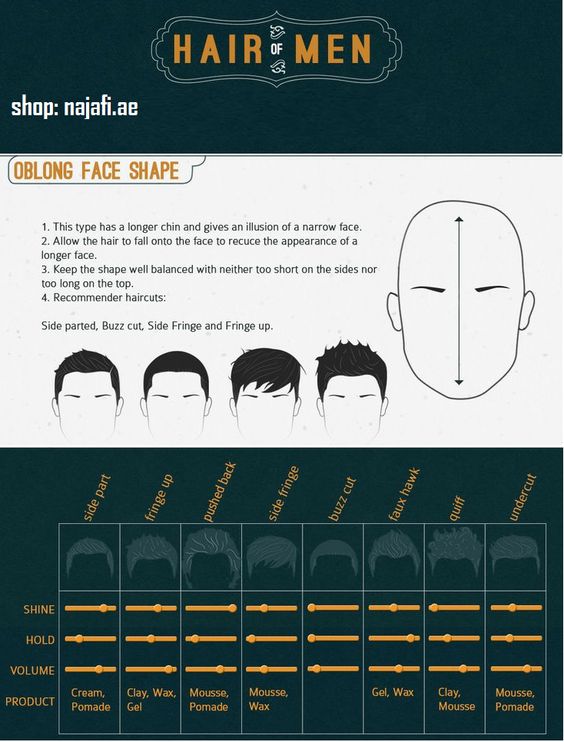 HAIR OF MEN
shop: najafi.ae
OBLONG FACE SHAPE
1. This type has a longer chin and gives an illusion of a narrow face.
2. Allow the hair to fall onto the face to recuce the appearance of a
longer face.
3. Keep the shape well balanced with neither too short on the sides nor
too long on the top.
4. Recommender haircuts:
Side parted, Buzz cut, Side Fringe and Fringe up.
side part
fringe up
pushed back
side fringe
buzz cut
faux hawk
quiff
undercut
SHINE
HOLD
VOLUME
PRODUCT
Cream,
Pomade
Clay, Wax,
Gel
Mousse,
Pomade
Mousse,
Wax
Gel, Wax
Clay,
Mousse
Mousse,
Pomade